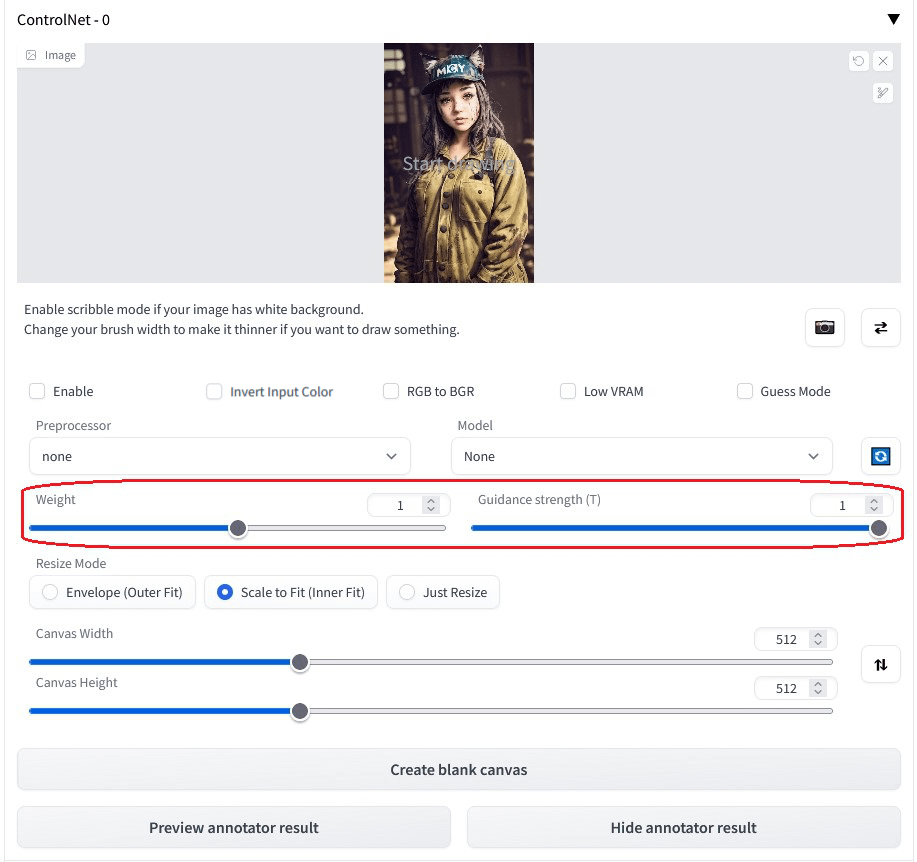 ControlNet - 0
Image
Start drawing
Enable scribble mode if your image has white background.
Change your brush width to make it thinner if you want to draw something.
Enable
Invert Input Color
RGB to BGR
Low VRAM
Guess Mode
Preprocessor
Model
none
None
Weight
1
Guidance strength (T)
1
Resize Mode
Envelope (Outer Fit)
Scale to Fit (Inner Fit)
Just Resize
Canvas Width
512
Canvas Height
512
Create blank canvas
Preview annotator result
Hide annotator result